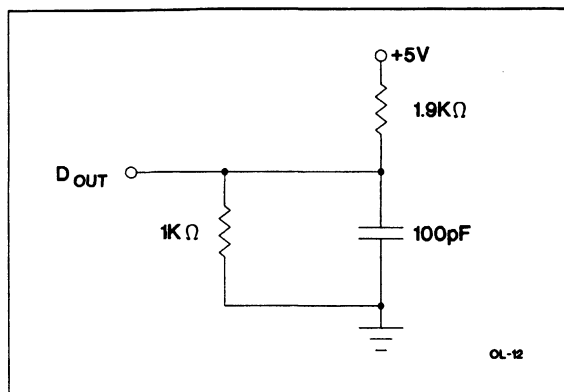 +5V
1.9KΩ
DOUT
1KΩ
100pF
OL-12